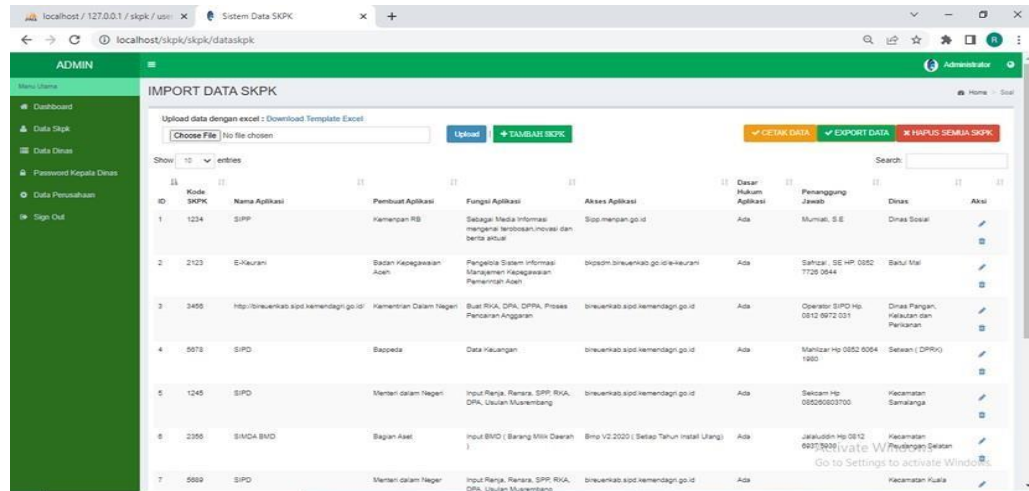 localhost / 127.0.0.1 / skpk / user
Sistem Data SKPK
localhost/skpk/skpk/dataskpk
ADMIN
Administrator
Menu Utama
Dashboard
Data Skpk
Data Dinas
Password Kepala Dinas
Data Perusahaan
Sign Out
IMPORT DATA SKPK
Home > Soal
Upload data dengan excel : Download Template Excel
Choose File No file chosen
Upload
TAMBAH SKPK
CETAK DATA
EXPORT DATA
HAPUS SEMUA SKPK
Show 10 entries
Search:
ID Kode SKPK Nama Aplikasi Pembuat Aplikasi Fungsi Aplikasi Akses Aplikasi Dasar Hukum Aplikasi Penanggung Jawab Dinas Aksi
1 1234 SIPP Kemenpan RB Sebagai Media Informasi mengenai terobosan,inovasi dan berita aktual Sipp.menpan.go.id Ada Murniati, S.E Dinas Sosial
2 2123 E-Keurani Badan Kepegawaian Aceh Pengelola Sistem Informasi Manajemen Kepegawaian Pemerintah Aceh bkpsdm.bireuenkab.go.id/e-keurani Ada Safrizal , SE HP. 0852 7726 0644 Baitul Mal
3 3456 http://bireuenkab.sipd.kemendagri.go.id/ Kementrian Dalam Negeri Buat RKA, DPA, DPPA, Proses Pencairan Anggaran bireuenkab.sipd.kemendagri.go.id Ada Operator SIPD Hp. 0812 6972 031 Dinas Pangan, Kelautan dan Perikanan
4 5678 SIPD Bappeda Data Keuangan bireuenkab.sipd.kemendagri.go.id Ada Mahlizar Hp 0852 6064 1980 Setwan ( DPRK)
5 1245 SIPD Menteri dalam Negeri Input Renja, Renstra, SPP, RKA, DPA, Usulan Musrembang bireuenkab.sipd.kemendagri.go.id Ada Sekcam Hp 085260803700 Kecamatan Samalanga
6 2356 SIMDA BMD Bagian Aset Input BMD ( Barang Milik Daerah ) Bmp V2.2020 ( Setiap Tahun Install Ulang) Ada Jalaluddin Hp 0812 6937 5938 Kecamatan Peusangan Selatan
7 5689 SIPD Menteri dalam Neger Input Renja, Renstra, SPP, RKA, DPA, Usulan Musrembang bireuenkab.sipd.kemendagri.go.id Ada Kecamatan Kuala
Activate Windows
Go to Settings to activate Windows.